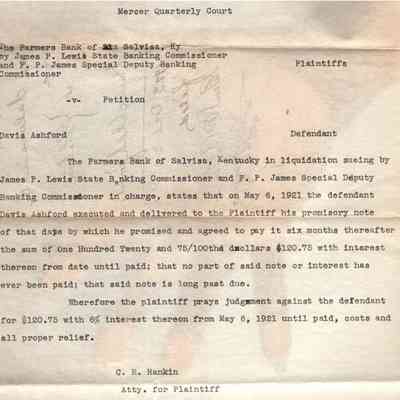 Mercer Quarterly Court
The Farmers Bank of Salvisa, Ky
by James P. Lewis State Banking Commissioner
and F. P. James Special Deputy Banking Plaintiffs
Commissioner
-v- Petition
Davis Ashford Defendant
The Farmers Bank of Salvisa, Kentucky in liquidation sueing by
James P. Lewis State Banking Commissioner and F. P. James Special Deputy
Banking Commissioner in charge, states that on May 6, 1921 the defendant
Davis Ashford executed and delivered to the Plaintiff his promisory note
of that date by which he promised and agreed to pay it six months thereafter
the sum of One Hundred Twenty and 75/100ths dollars $120.75 with interest
thereon from date until paid; that no part of said note or interest has
ever been paid; that said note is long past due.
Wherefore the plaintiff prays judgment against the defendant
for $120.75 with 6% interest thereon from May 6, 1921 until paid, costs and
all proper relief.
C. E. Rankin
Atty. for Plaintiff